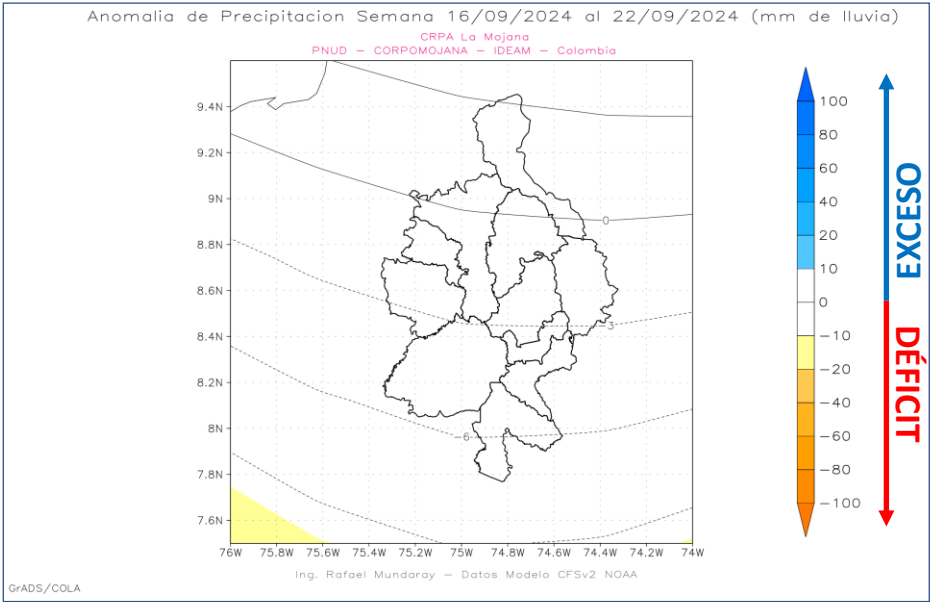 Anomalia de Precipitacion Semana 16/09/2024 al 22/09/2024 (mm de lluvia)
CRPA La Mojana
PNUD — CORPOMOJANA — IDEAM — Colombia
9.4N
9.2N
9N
8.8N
8.6N
8.4N
8.2N
8N
7.8N
7.6N
0
-3
-6
76W 75.8W 75.6W 75.4W 75.2W 75W 74.8W 74.6W 74.4W 74.2W 74W
100
80
60
40
20
10
0
-10
-20
-40
-60
-80
-100
EXCESO
DÉFICIT
Ing. Rafael Mundaray — Datos Modelo CFSv2 NOAA
GrADS/COLA